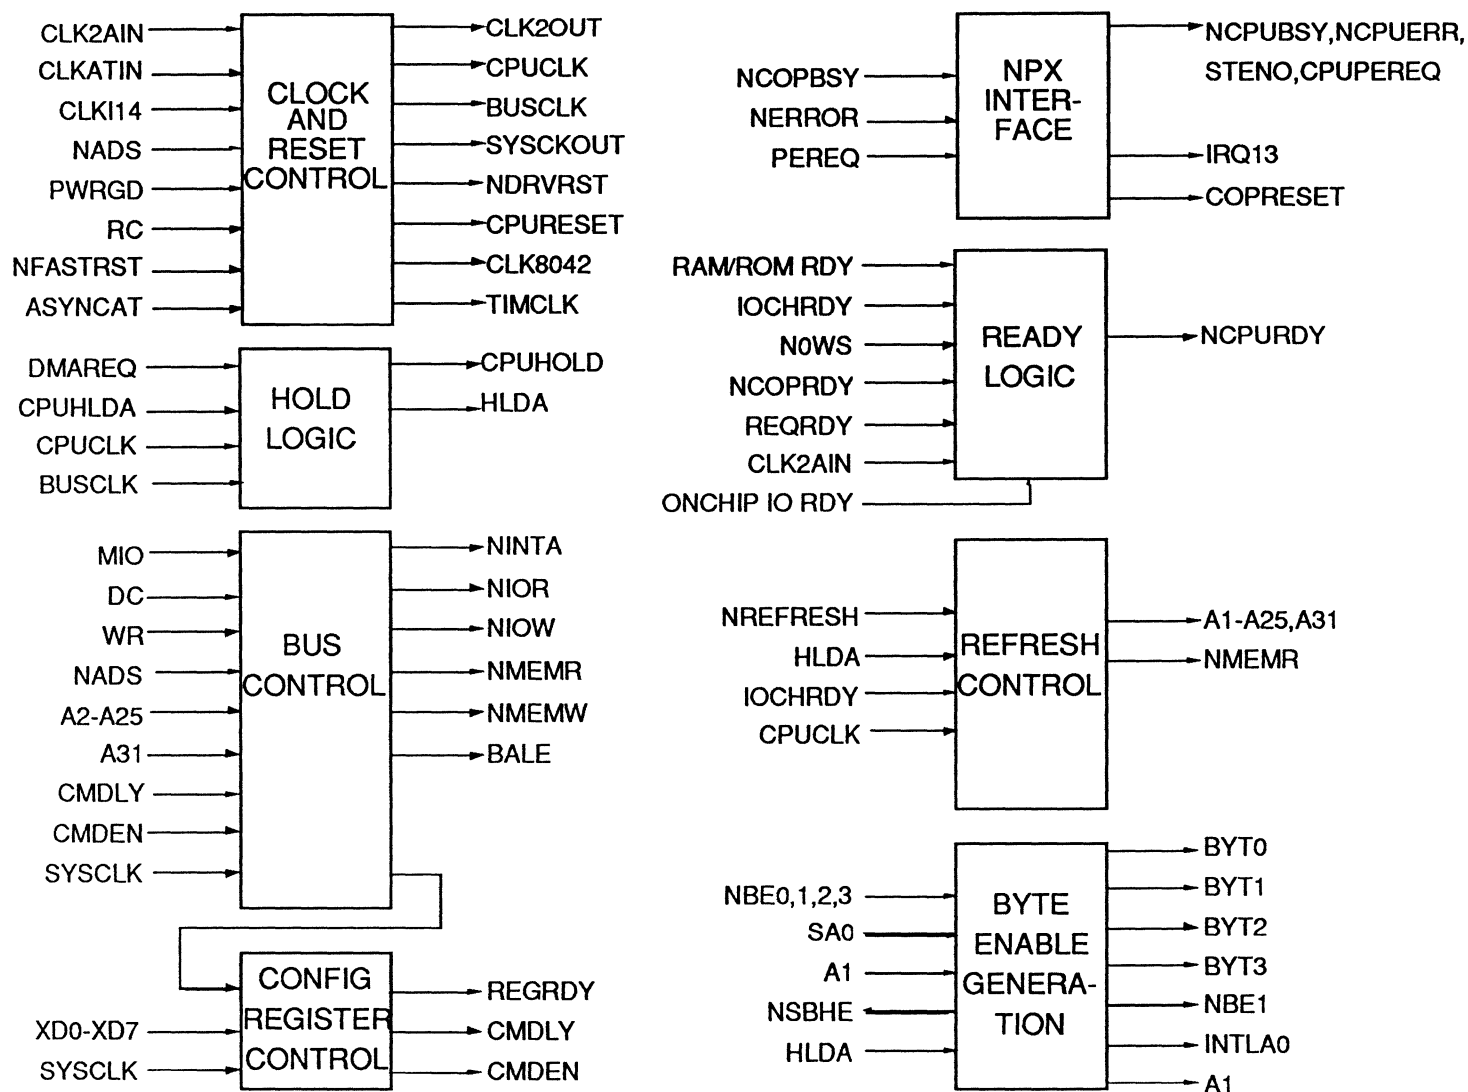 CLK2AIN
CLKATIN
CLKI14
NADS
PWRGD
RC
NFASTRST
ASYNCAT
CLOCK
AND
RESET
CONTROL
CLK2OUT
CPUCLK
BUSCLK
SYSCKOUT
NDRVRST
CPURESET
CLK8042
TIMCLK
DMAREQ
CPUHLDA
CPUCLK
BUSCLK
HOLD
LOGIC
CPUHOLD
HLDA
MIO
DC
WR
NADS
A2-A25
A31
CMDLY
CMDEN
SYSCLK
BUS
CONTROL
NINTA
NIOR
NIOW
NMEMR
NMEMW
BALE
XD0-XD7
SYSCLK
CONFIG
REGISTER
CONTROL
REGRDY
CMDLY
CMDEN
NCOPBSY
NERROR
PEREQ
NPX
INTER-
FACE
NCPUBSY,NCPUERR,
STENO,CPUPEREQ
IRQ13
COPRESET
RAM/ROM RDY
IOCHRDY
N0WS
NCOPRDY
REQRDY
CLK2AIN
ONCHIP IO RDY
READY
LOGIC
NCPURDY
NREFRESH
HLDA
IOCHRDY
CPUCLK
REFRESH
CONTROL
A1-A25,A31
NMEMR
NBE0,1,2,3
SA0
A1
NSBHE
HLDA
BYTE
ENABLE
GENERA-
TION
BYT0
BYT1
BYT2
BYT3
NBE1
INTLA0
A1